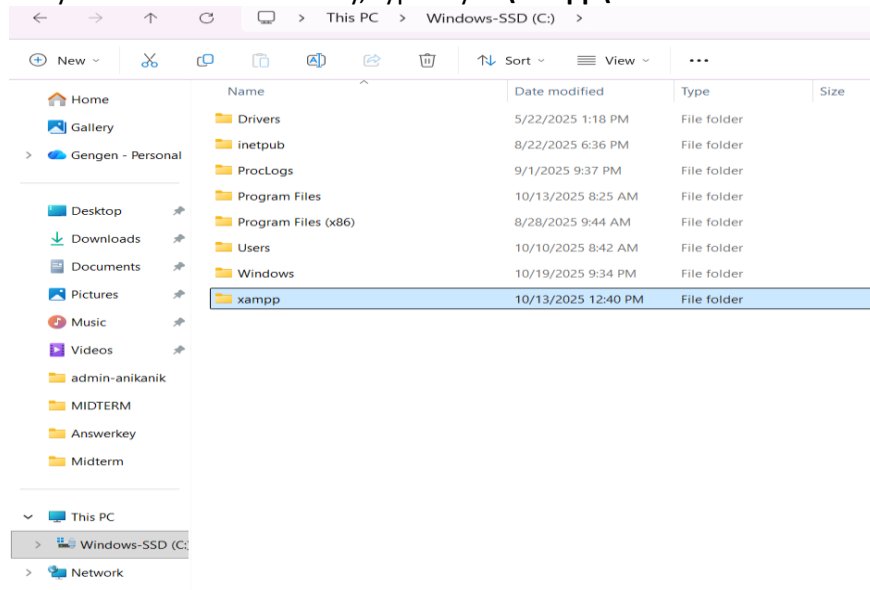 This PC > Windows-SSD (C:) >
New Sort View ...
Name Date modified Type Size
Home
Gallery
Gengen - Personal
Desktop
Downloads
Documents
Pictures
Music
Videos
admin-anikanik
MIDTERM
Answerkey
Midterm
This PC
Windows-SSD (C:
Network
Drivers 5/22/2025 1:18 PM File folder
inetpub 8/22/2025 6:36 PM File folder
ProcLogs 9/1/2025 9:37 PM File folder
Program Files 10/13/2025 8:25 AM File folder
Program Files (x86) 8/28/2025 9:44 AM File folder
Users 10/10/2025 8:42 AM File folder
Windows 10/19/2025 9:34 PM File folder
xampp 10/13/2025 12:40 PM File folder